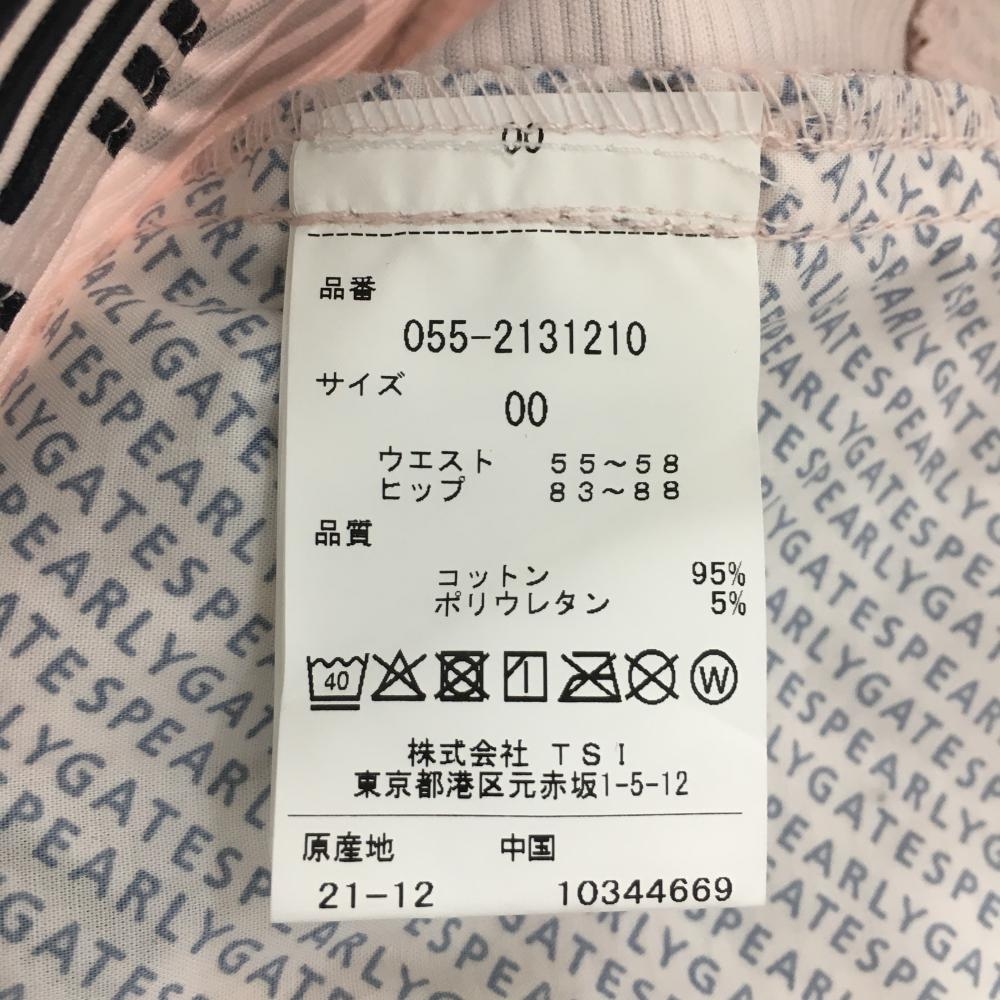 00
品番
055-2131210
サイズ
00
ウエスト 55～58
ヒップ 83～88
品質
コットン 95%
ポリウレタン 5%
40 W
株式会社 TSI
東京都港区元赤坂1-5-12
原産地 中国
21-12 10344669
PEARLYGATESPEARLYGATES